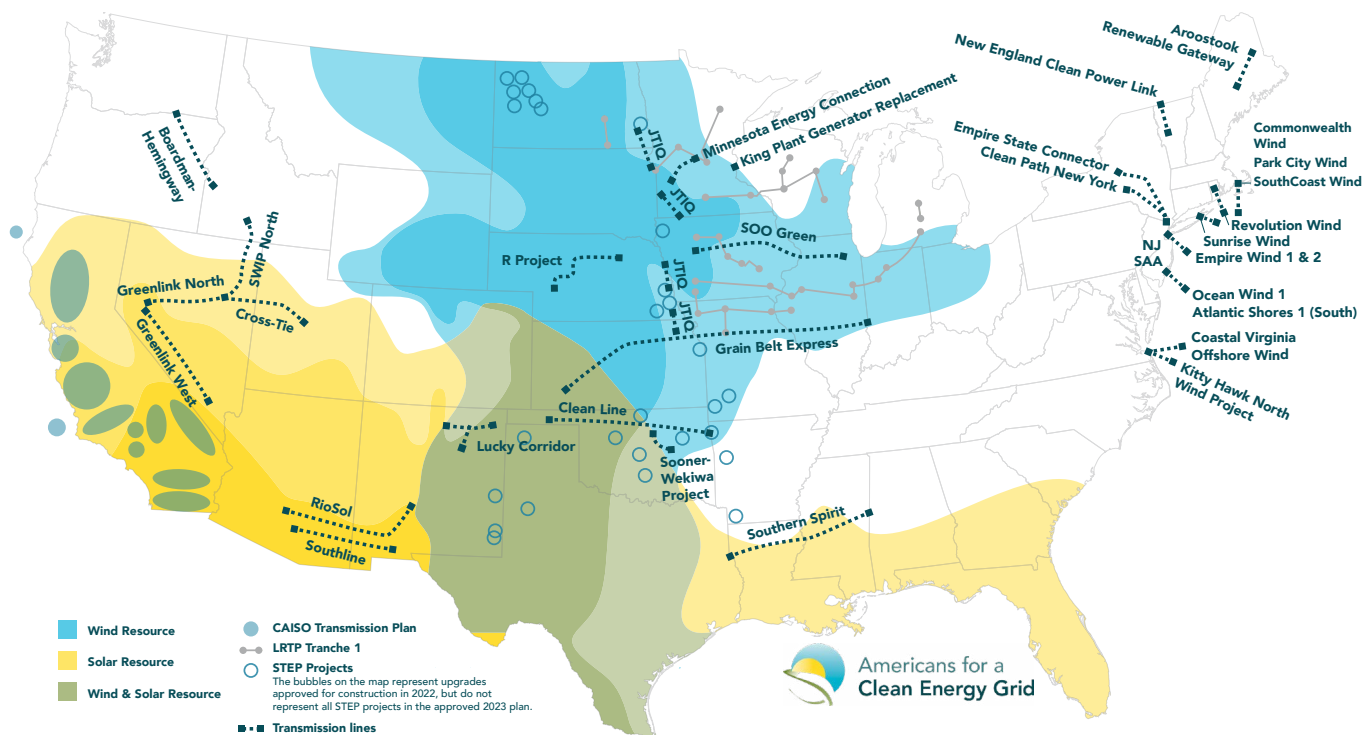 Aroostook
Renewable Gateway
New England Clean Power Link
Minnesota Energy Connection
King Plant Generator Replacement
Empire State Connector
Clean Path New York
Commonwealth
Wind
Park City Wind
SouthCoast Wind
Revolution Wind
Sunrise Wind
Empire Wind 1 & 2
NJ
SAA
Ocean Wind 1
Atlantic Shores 1 (South)
Coastal Virginia
Offshore Wind
Kitty Hawk North
Wind Project
Boardman-
Hemingway
SWIP North
Greenlink North
Cross-Tie
Greenlink West
JTIQ
JTIQ
JTIQ
JTIQ
R Project
SOO Green
Grain Belt Express
Clean Line
Lucky Corridor
Sooner-
Wekiwa
Project
RioSol
Southline
Southern Spirit
Wind Resource
Solar Resource
Wind & Solar Resource
CAISO Transmission Plan
LRTP Tranche 1
STEP Projects
The bubbles on the map represent upgrades
approved for construction in 2022, but do not
represent all STEP projects in the approved 2023 plan.
Transmission lines
Americans for a
Clean Energy Grid